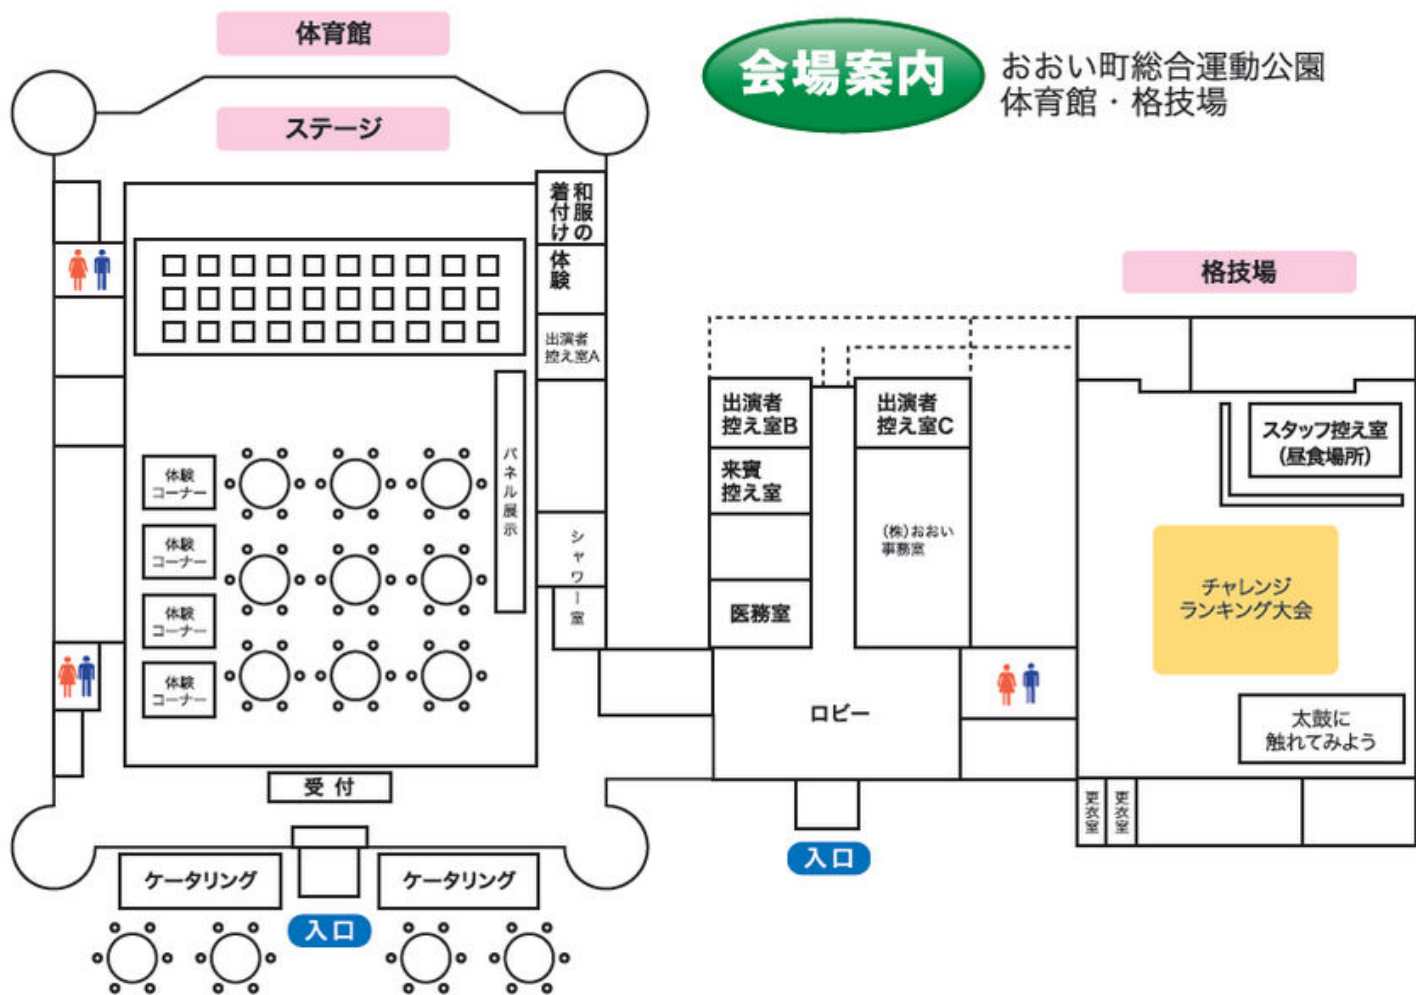 体育館
会場案内
おおい町総合運動公園
体育館・格技場
ステージ
和服の
着付け
体験
出演者
控え室A
パネル展示
シャワー室
体験
コーナー
体験
コーナー
体験
コーナー
体験
コーナー
受付
ケータリング
ケータリング
入口
出演者
控え室B
来賓
控え室
医務室
出演者
控え室C
(株)おおい
事務室
ロビー
入口
格技場
スタッフ控え室
(昼食場所)
チャレンジ
ランキング大会
太鼓に
触れてみよう
更衣室
更衣室